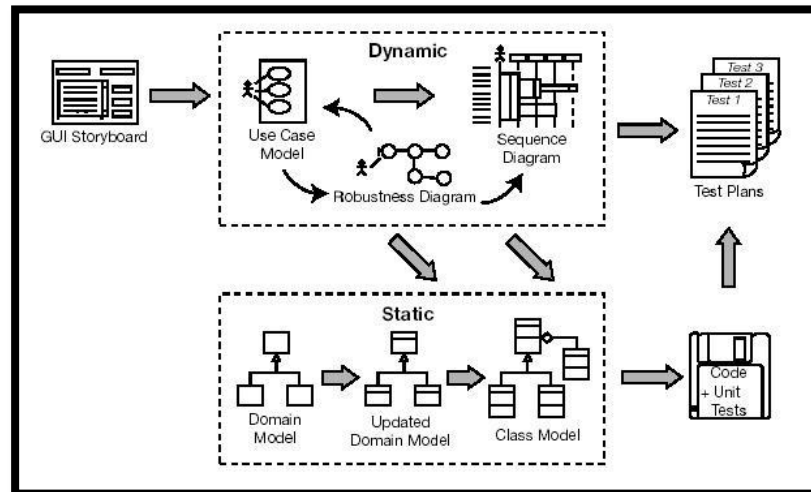 Dynamic
GUI Storyboard
Use Case
Model
Robustness Diagram
Sequence
Diagram
Test 3
Test 2
Test 1
Test Plans
Static
Domain
Model
Updated
Domain Model
Class Model
Code
+ Unit
Tests